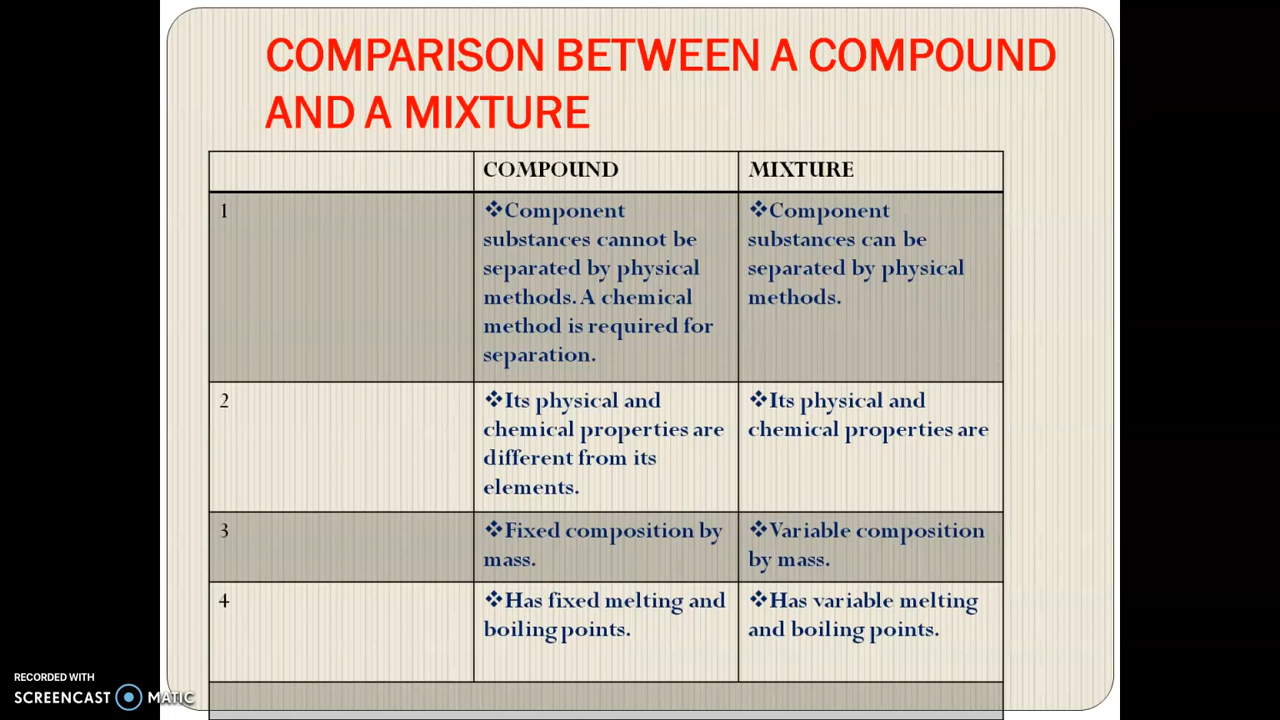 COMPARISON BETWEEN A COMPOUND
AND A MIXTURE
COMPOUND
MIXTURE
1
❖Component
substances cannot be
separated by physical
methods. A chemical
method is required for
separation.
❖Component
substances can be
separated by physical
methods.
2
❖Its physical and
chemical properties are
different from its
elements.
❖Its physical and
chemical properties are
3
❖Fixed composition by
mass.
❖Variable composition
by mass.
4
❖Has fixed melting and
boiling points.
❖Has variable melting
and boiling points.
RECORDED WITH
SCREENCAST MATIC